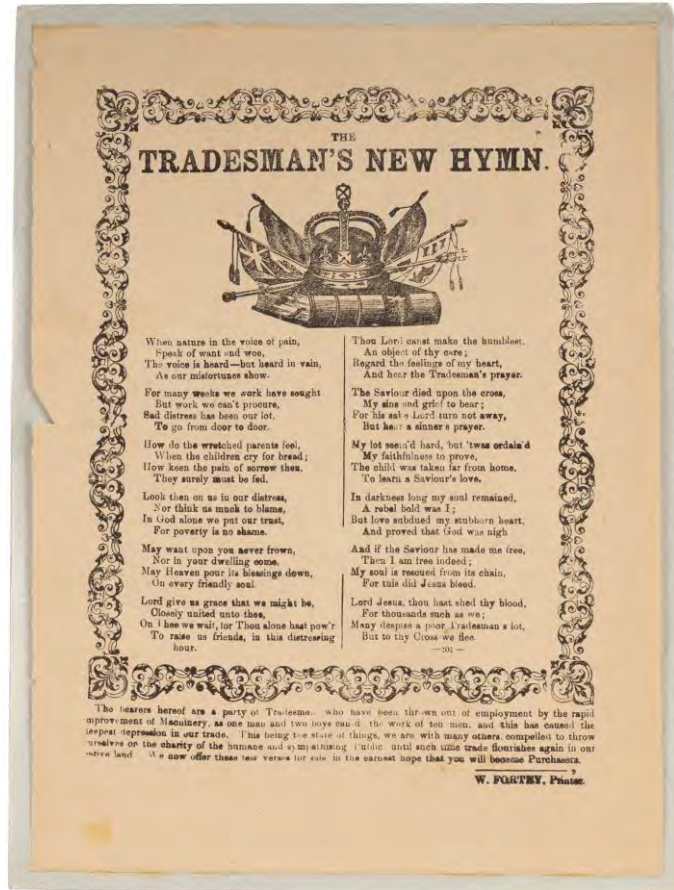 THE
TRADESMAN'S NEW HYMN.
When nature in the voice of pain,
Speak of want and woe,
The voice is heard—but heard in vain,
As our misfortunes show.
For many weeks we work have sought
But work we can't procure,
Sad distress has been our lot.
To go from door to door.
How do the wretched parents feel,
When the children cry for bread;
How keen the pain of sorrow then,
They surely must be fed.
Look then on us in our distress,
Nor think us much to blame,
In God alone we put our trust,
For poverty is no shame.
May want upon you never frown,
Nor in your dwelling come,
May Heaven pour its blessings down,
On every friendly soul.
Lord give us grace that we might be,
Closely united unto thee,
On Thee we wait, for Thou alone hast pow'r
To raise us friends, in this distressing
hour.
Thou Lord canst make the humblest.
An object of thy care;
Regard the feelings of my heart,
And hear the Tradesman's prayer.
The Saviour died upon the cross,
My sins and grief to bear;
For his sake Lord turn not away,
But hear a sinner's prayer.
My lot seem'd hard, but 'twas ordain'd
My faithfulness to prove,
The child was taken far from home,
To learn a Saviour's love.
In darkness long my soul remained,
A rebel bold was I;
But love subdued my stubborn heart,
And proved that God was nigh
And if the Saviour has made me free,
Then I am free indeed;
My soul is rescued from its chain,
For this did Jesus bleed.
Lord Jesus, thou hast shed thy blood,
For thousands such as we;
Many despise a poor Tradesman's lot,
But to thy Cross we flee.
The bearers hereof are a party of Tradesmen who have been thrown out of employment by the rapid
mprovement of Macuinery, as one man and two boys can d the work of ten men, and this has caused the
deepest depression in our trade. This being the state of things, we are with many others, compelled to throw
urselves on the charity of the humane and sympathising Public until such time trade flourishes again in our
native land. We now offer these few verses for sale in the earnest hope that you will become Purchasers.
W. FORTEY, Printer.